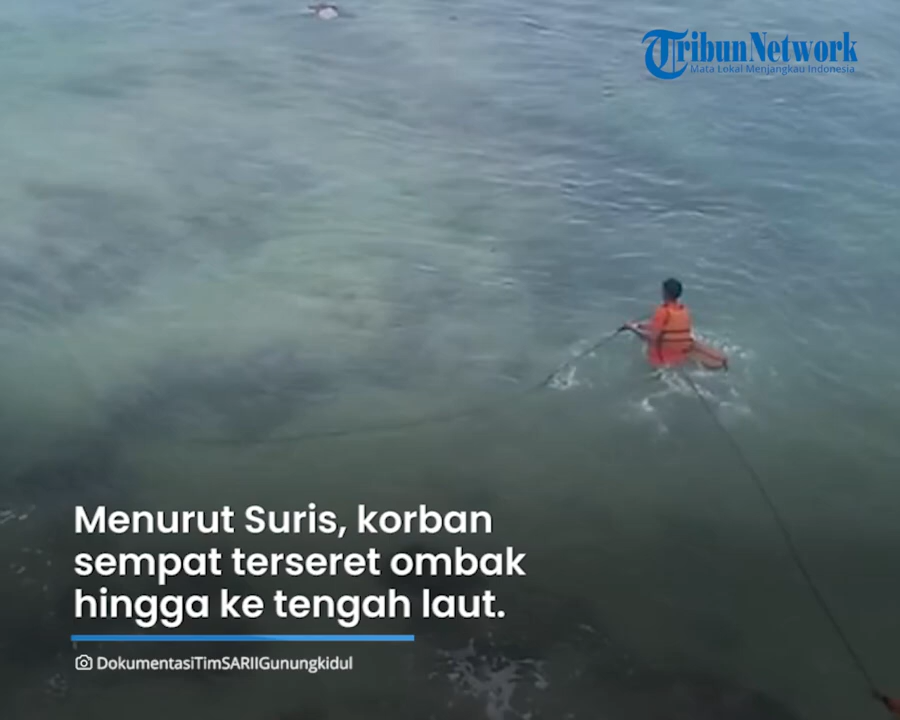 TribunNetwork
Mata Lokal Menjangkau Indonesia
Menurut Suris, korban
sempat terseret ombak
hingga ke tengah laut.
DokumentasiTimSARIIGunungkidul